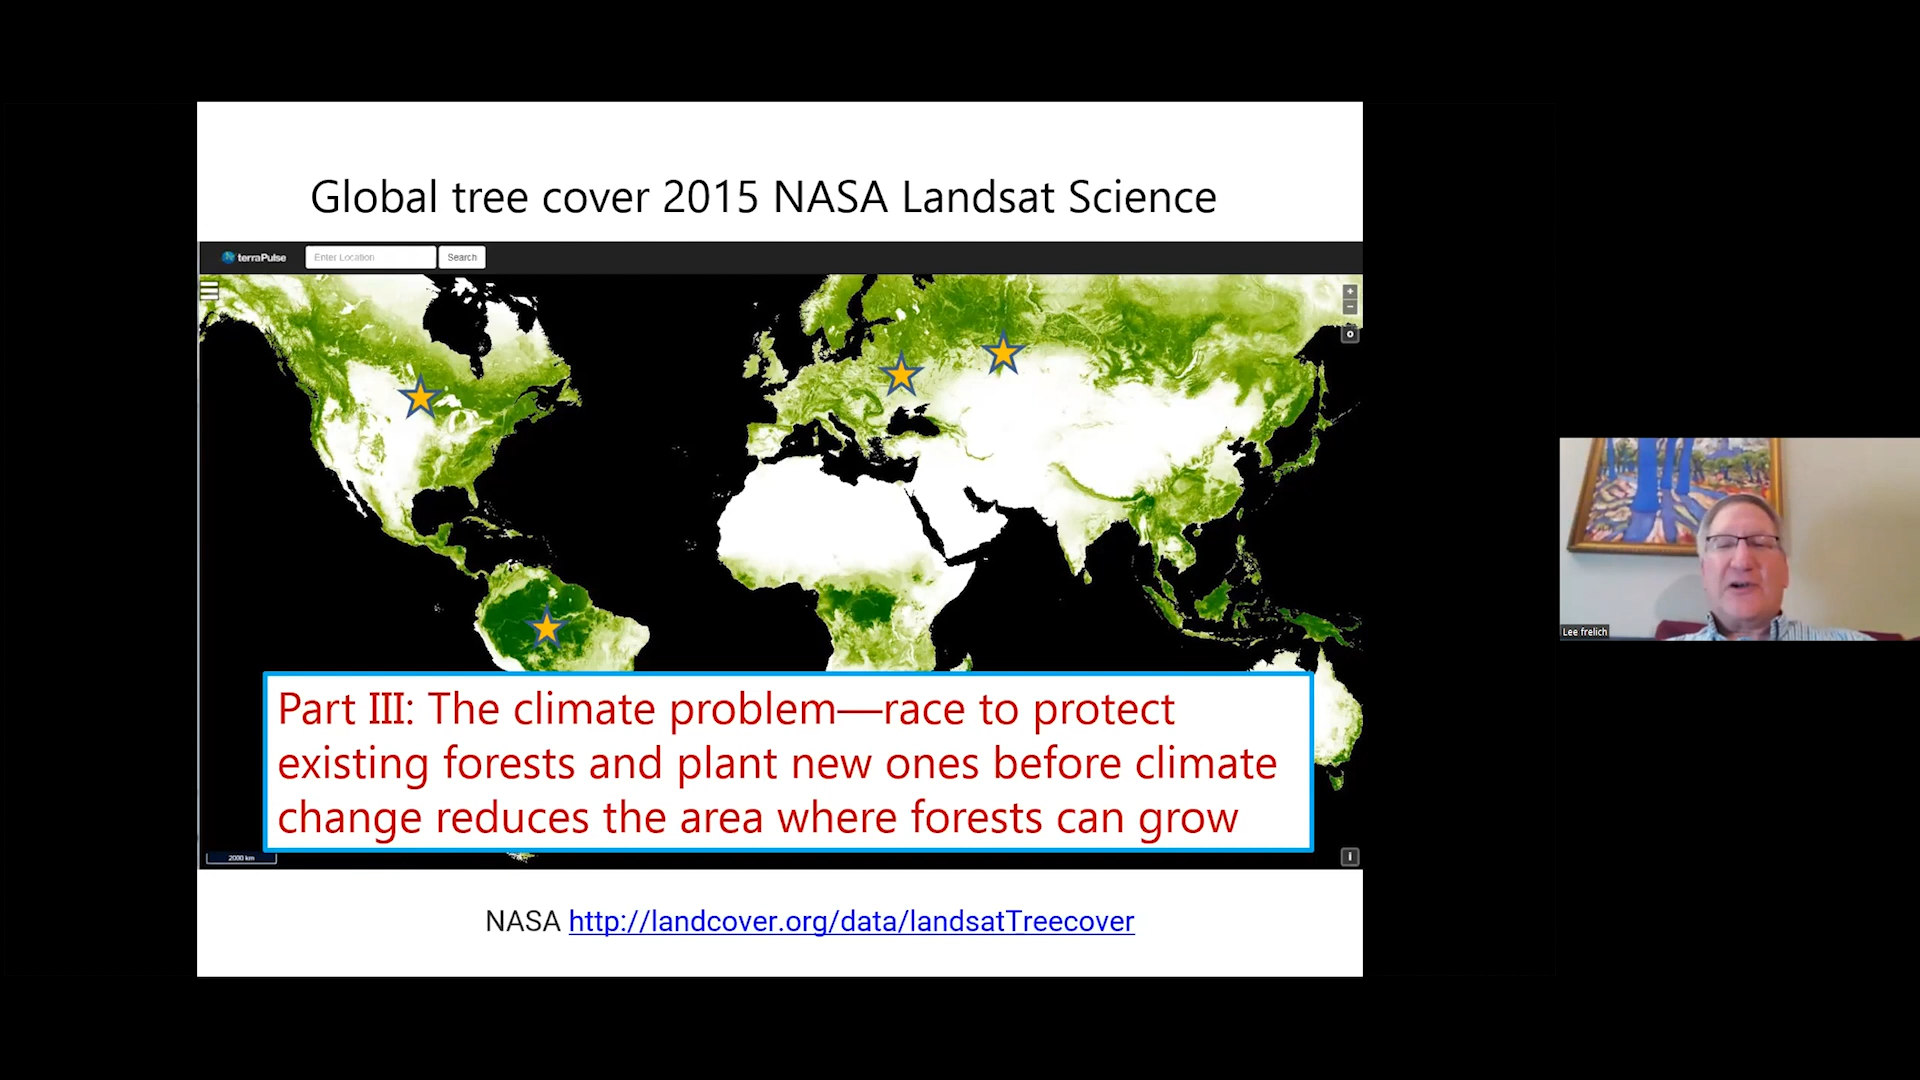 Global tree cover 2015 NASA Landsat Science
terraPulse
Enter Location
Search
+
−
Part III: The climate problem—race to protect
existing forests and plant new ones before climate
change reduces the area where forests can grow
2000 km
i
NASA http://landcover.org/data/landsatTreecover
Lee frelich